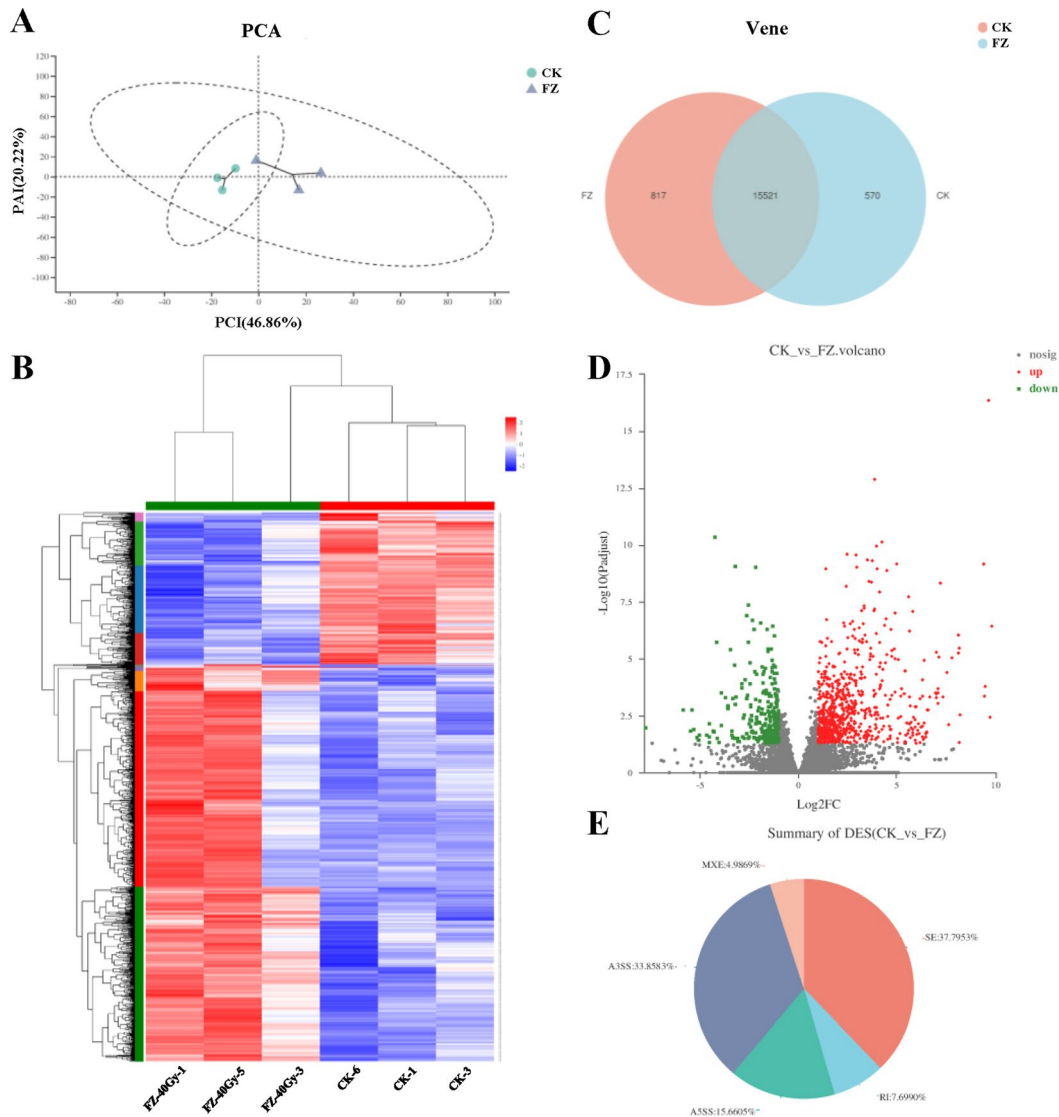 A
PCA
CK
FZ
120
100
80
60
40
20
0
-20
-40
-60
-80
-100
-80
-60
-40
-20
0
20
40
60
80
100
PAI(20.22%)
PCI(46.86%)
C
Vene
CK
FZ
FZ
817
15521
570
CK
B
2
1
0
-1
-2
FZ-40Gy-1
FZ-40Gy-5
FZ-40Gy-3
CK-6
CK-1
CK-3
D
CK_vs_FZ.volcano
nosig
up
down
17.5
15
12.5
10
7.5
5
2.5
0
-5
0
5
10
-Log10(Padjust)
Log2FC
E
Summary of DES(CK_vs_FZ)
MXE:4.9869%
SE:37.7953%
A3SS:33.8583%
RI:7.6990%
A5SS:15.6605%